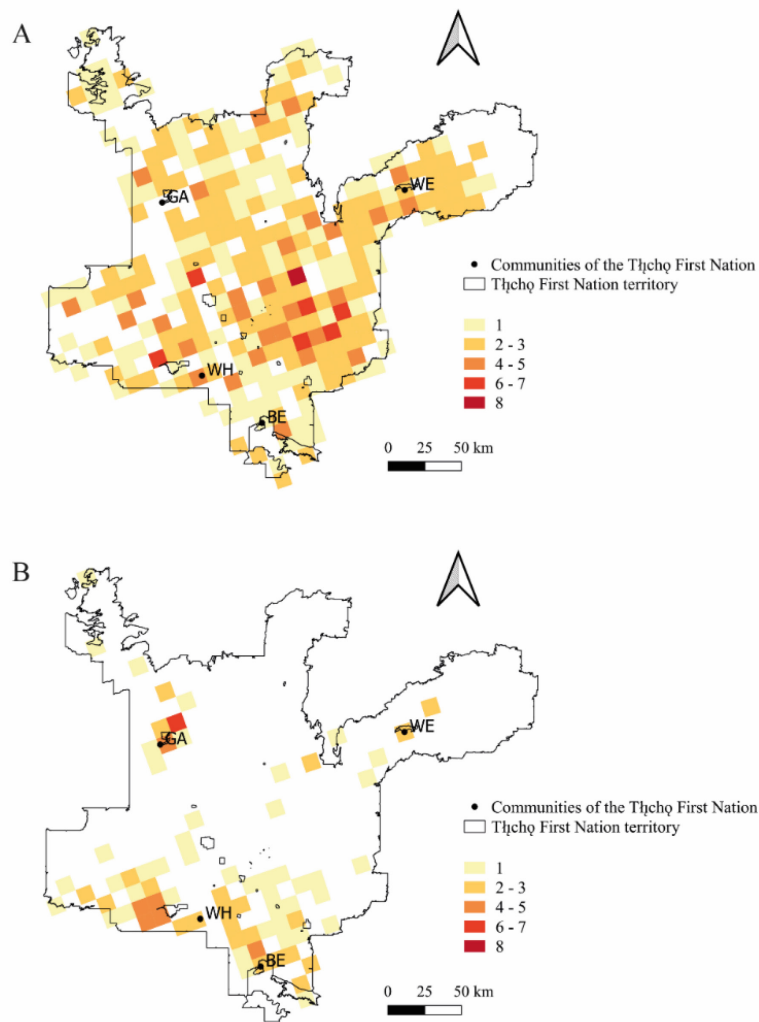 A
GA
WE
Communities of the Tłı̨chǫ First Nation
Tłı̨chǫ First Nation territory
1
2 - 3
4 - 5
6 - 7
8
WH
BE
0 25 50 km
B
GA
WE
Communities of the Tłı̨chǫ First Nation
Tłı̨chǫ First Nation territory
1
2 - 3
4 - 5
6 - 7
8
WH
BE
0 25 50 km